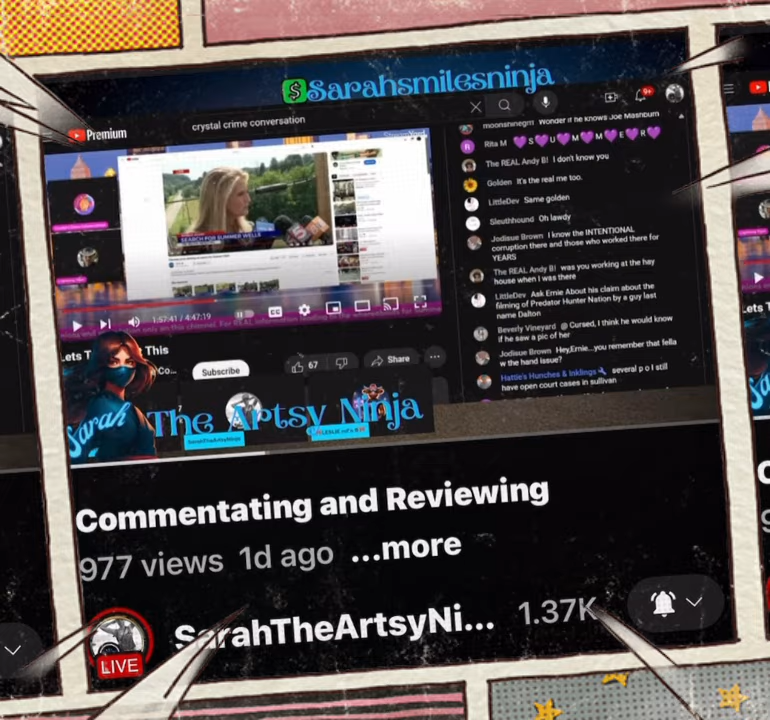 $Sarahsmilesninja
Premium
crystal crime conversation
9+
SEARCH FOR SUMMER WELLS
1:57:41 / 4:47:19
moonshinegirl Wonder if he knows Joe Mashburn
Rita M 💜S💜U💜M💜M💜E💜R💜
The REAL Andy B! I don't know you
Golden It's the real me too.
LittleDev Same golden
Sleuthhound Oh lawdy
Jodisue Brown I know the INTENTIONAL
corruption there and those who worked there for
YEARS
The REAL Andy B! was you working at the hay
house when I was there
LittleDev Ask Ernie About his claim about the
filming of Predator Hunter Nation by a guy last
name Dalton
Beverly Vineyard @ Cursed, I think he would know
if he saw a pic of her
Jodisue Brown Hey,Ernie...you remember that fella
w the hand issue?
Hattie's Hunches & Inklings several p o l still
have open court cases in sullivan
Lets T This
Co...
Subscribe
67
Share
Sarah
The Artsy Ninja
SarahTheArtsyNinja
Commentating and Reviewing
977 views 1d ago ...more
SarahTheArtsyNi... 1.37K
LIVE